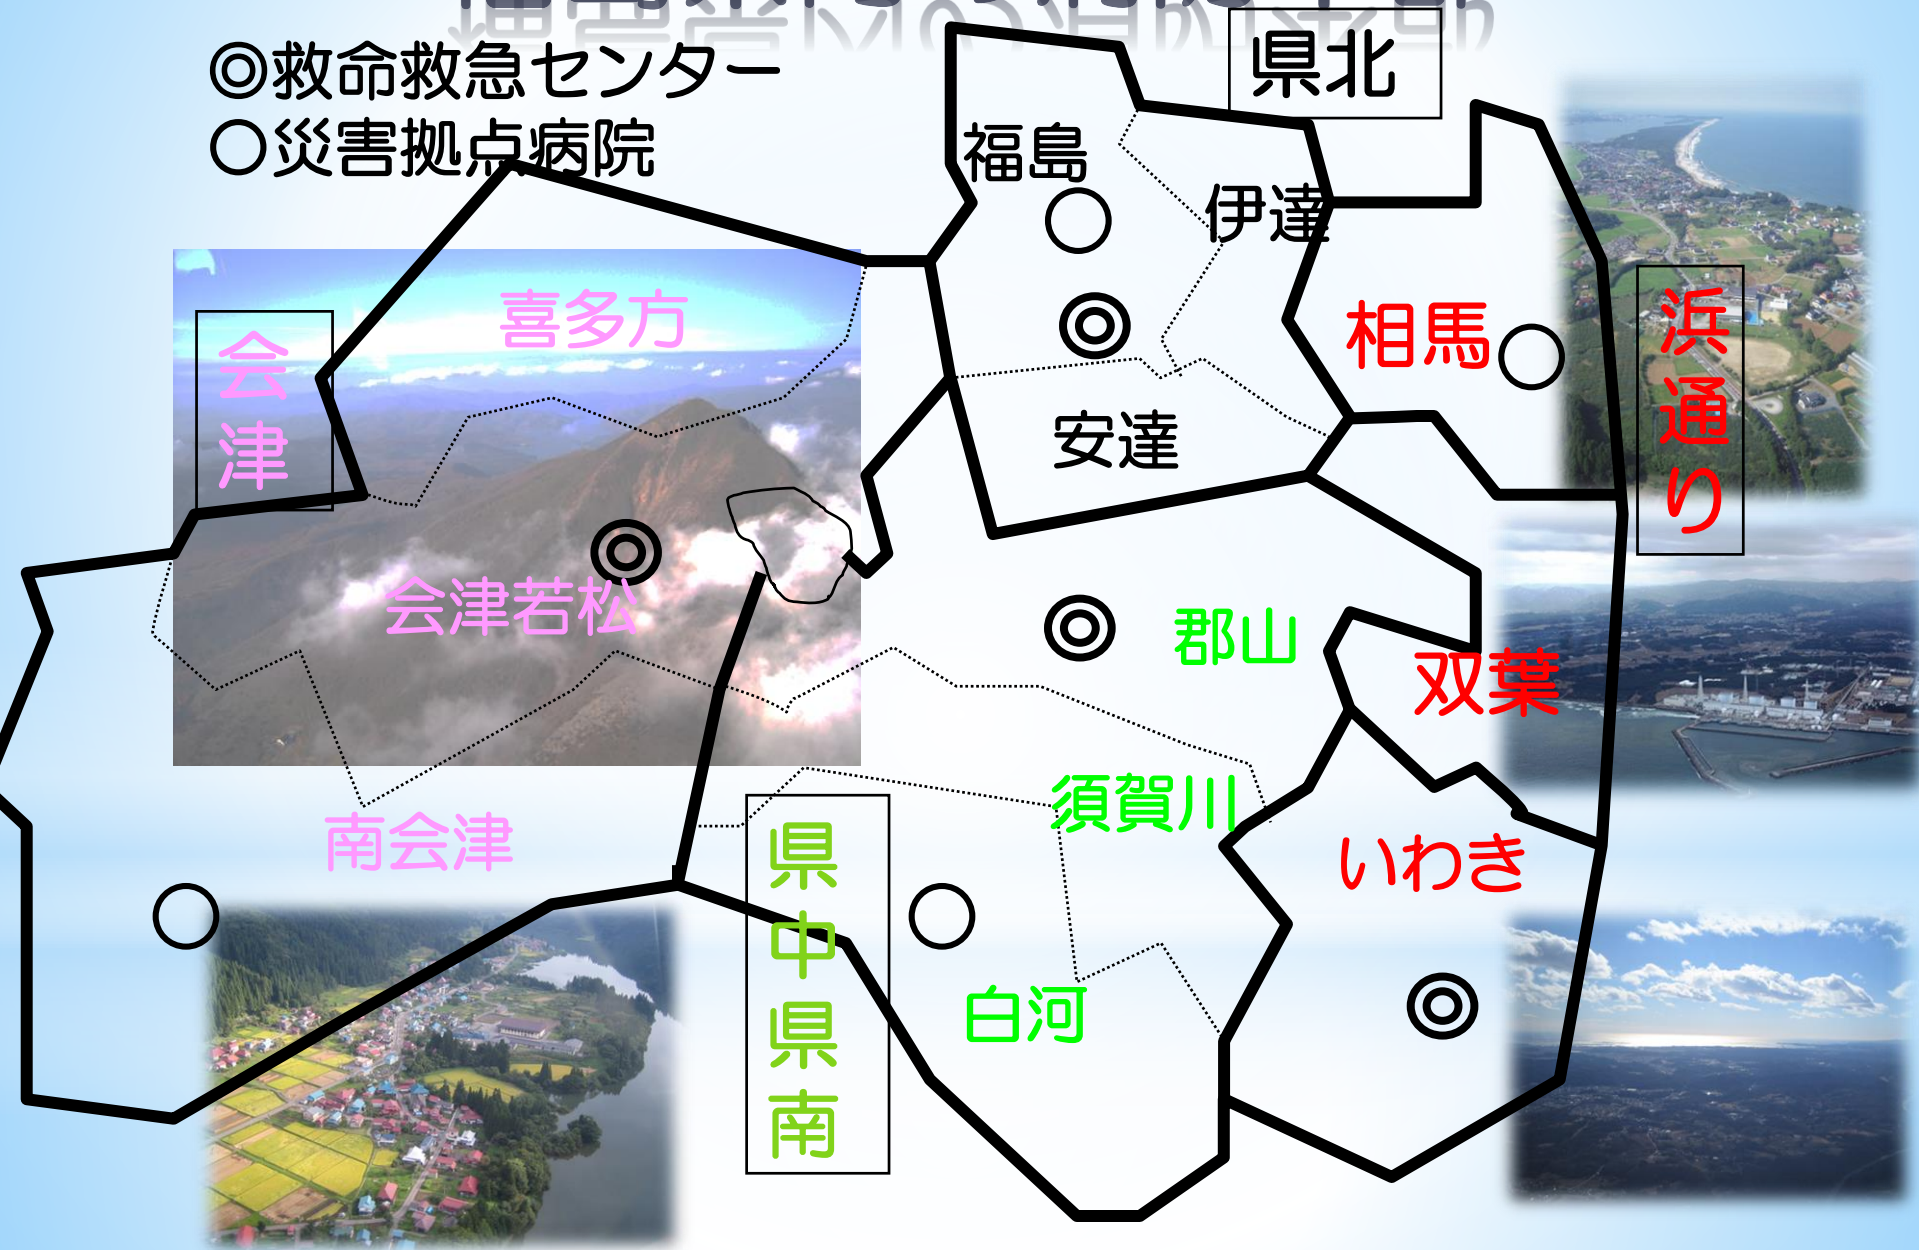 ◎救命救急センター
○災害拠点病院
県北
福島
伊達
喜多方
相馬
会津
浜通り
安達
会津若松
郡山
双葉
須賀川
南会津
いわき
県中県南
白河